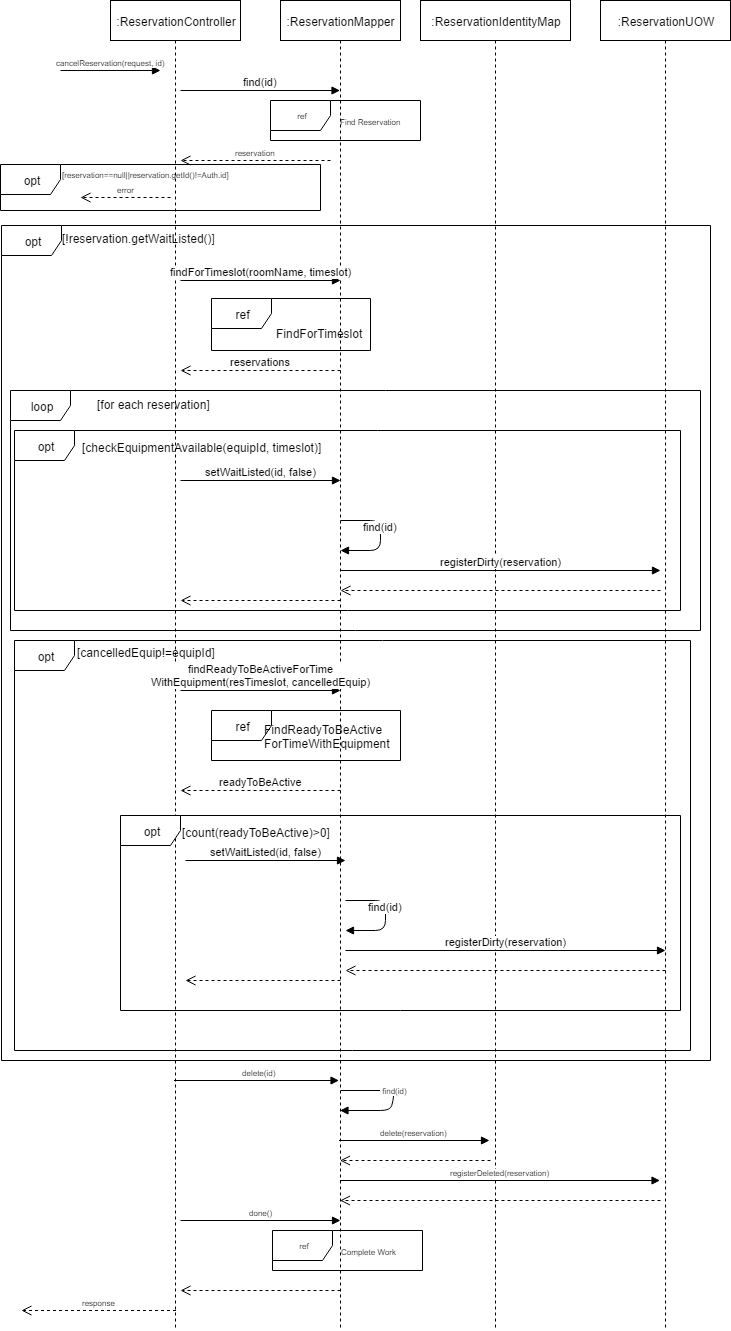 :ReservationController
:ReservationMapper
:ReservationIdentityMap
:ReservationUOW
cancelReservation(request, id)
find(id)
ref
Find Reservation
reservation
opt
[reservation==null||reservation.getId()!=Auth.id]
error
opt
[!reservation.getWaitListed()]
findForTimeslot(roomName, timeslot)
ref
FindForTimeslot
reservations
loop
[for each reservation]
opt
[checkEquipmentAvailable(equipId, timeslot)]
setWaitListed(id, false)
find(id)
registerDirty(reservation)
opt
[cancelledEquip!=equipId]
findReadyToBeActiveForTime
WithEquipment(resTimeslot, cancelledEquip)
ref
FindReadyToBeActive
ForTimeWithEquipment
readyToBeActive
opt
[count(readyToBeActive)>0]
setWaitListed(id, false)
find(id)
registerDirty(reservation)
delete(id)
find(id)
delete(reservation)
registerDeleted(reservation)
done()
ref
Complete Work
response